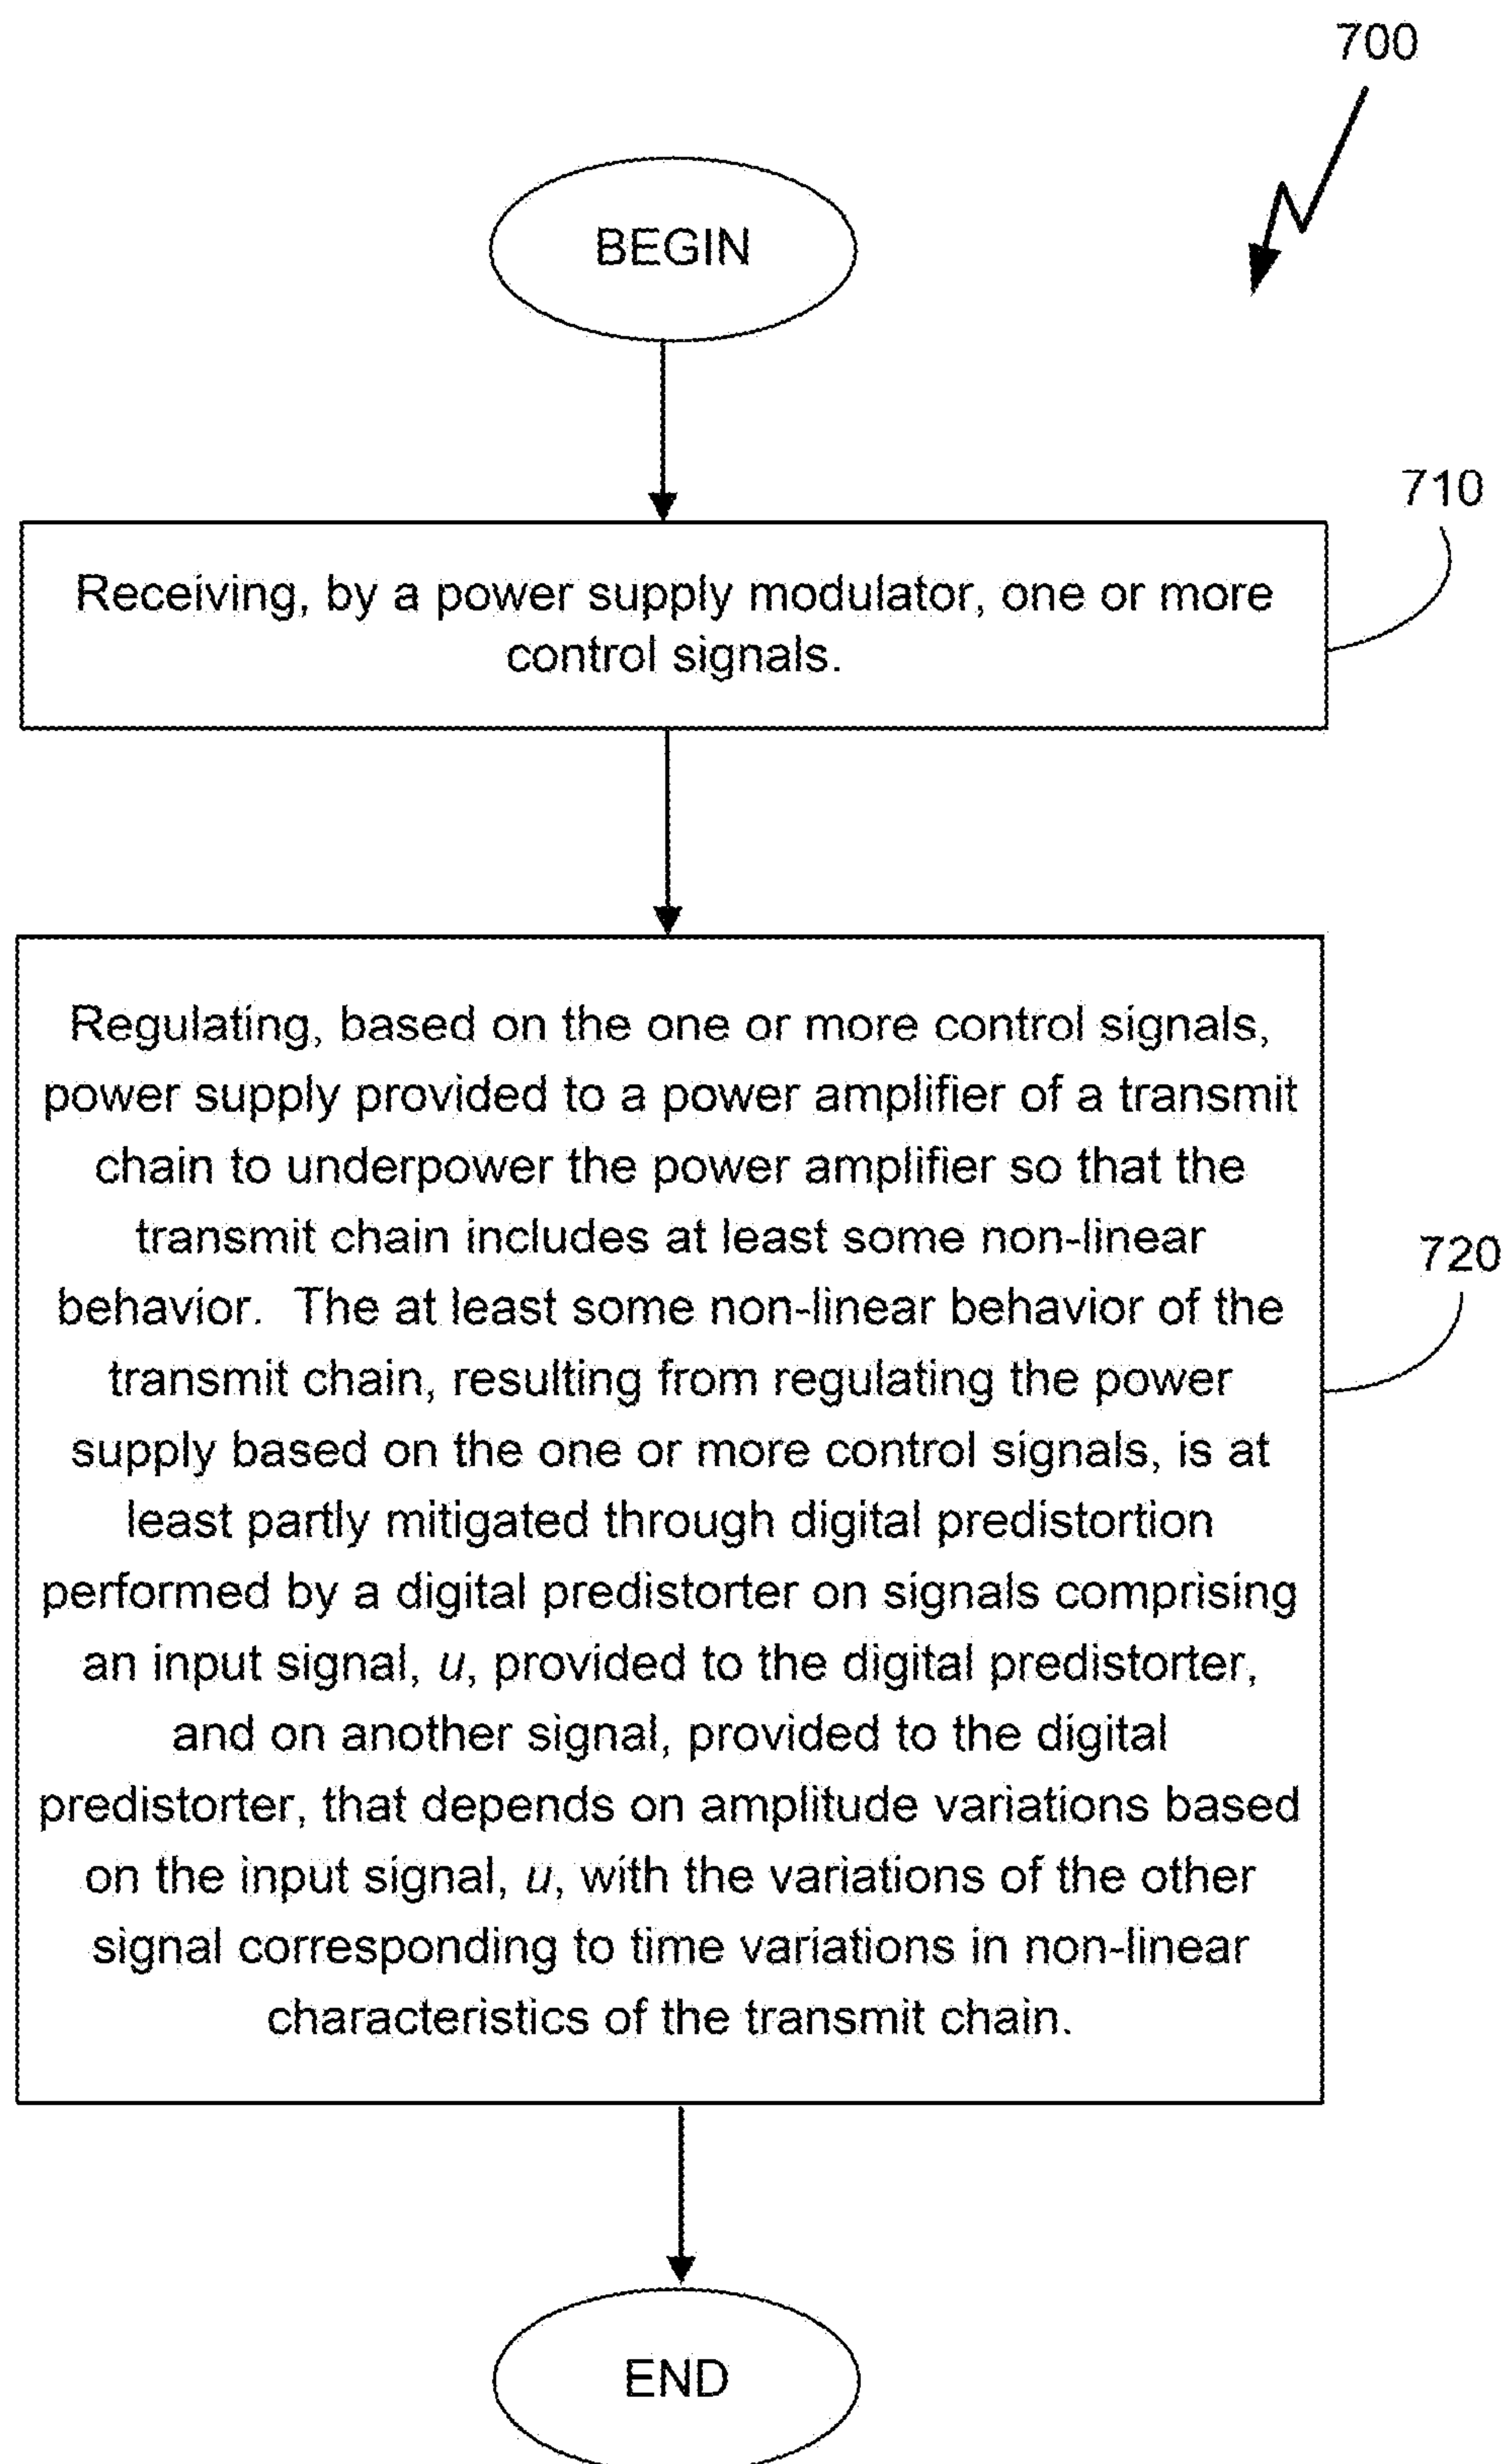 700
BEGIN
710
Receiving, by a power supply modulator, one or more
control signals.
Regulating, based on the one or more control signals,
power supply provided to a power amplifier of a transmit
chain to underpower the power amplifier so that the
transmit chain includes at least some non-linear
behavior. The at least some non-linear behavior of the
transmit chain, resulting from regulating the power
supply based on the one or more control signals, is at
least partly mitigated through digital predistortion
performed by a digital predistorter on signals comprising
an input signal, u, provided to the digital predistorter,
and on another signal, provided to the digital
predistorter, that depends on amplitude variations based
on the input signal, u, with the variations of the other
signal corresponding to time variations in non-linear
characteristics of the transmit chain.
720
END